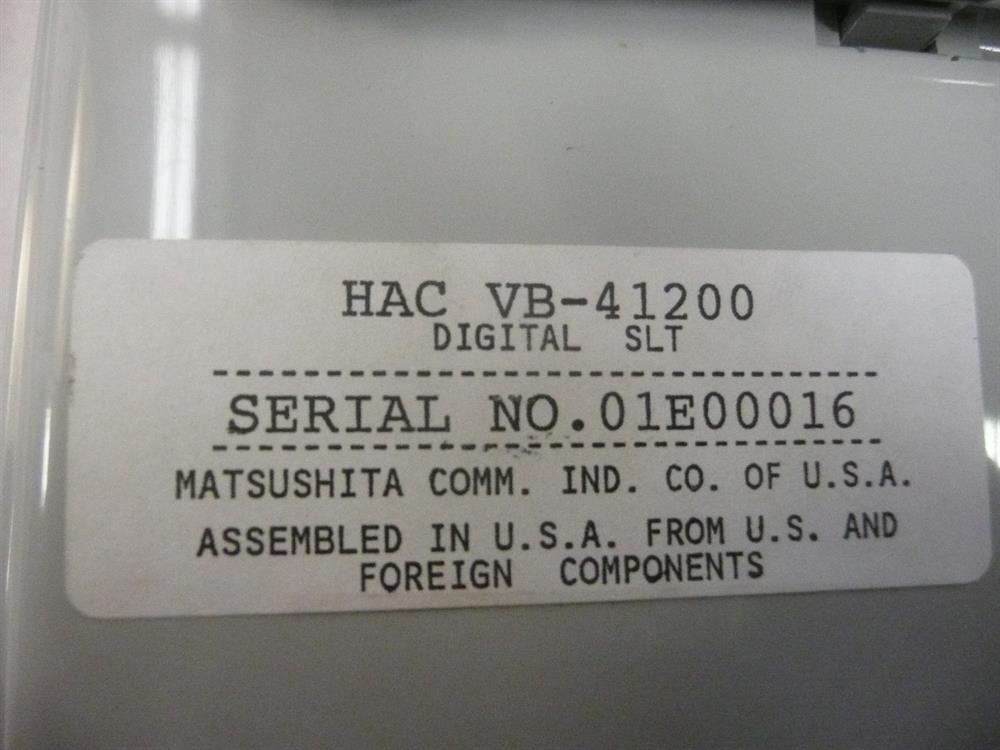 HAC VB-41200
DIGITAL SLT
----------------------------------
SERIAL NO.01E00016
----------------------------------
MATSUSHITA COMM. IND. CO. OF U.S.A.
ASSEMBLED IN U.S.A. FROM U.S. AND
FOREIGN COMPONENTS